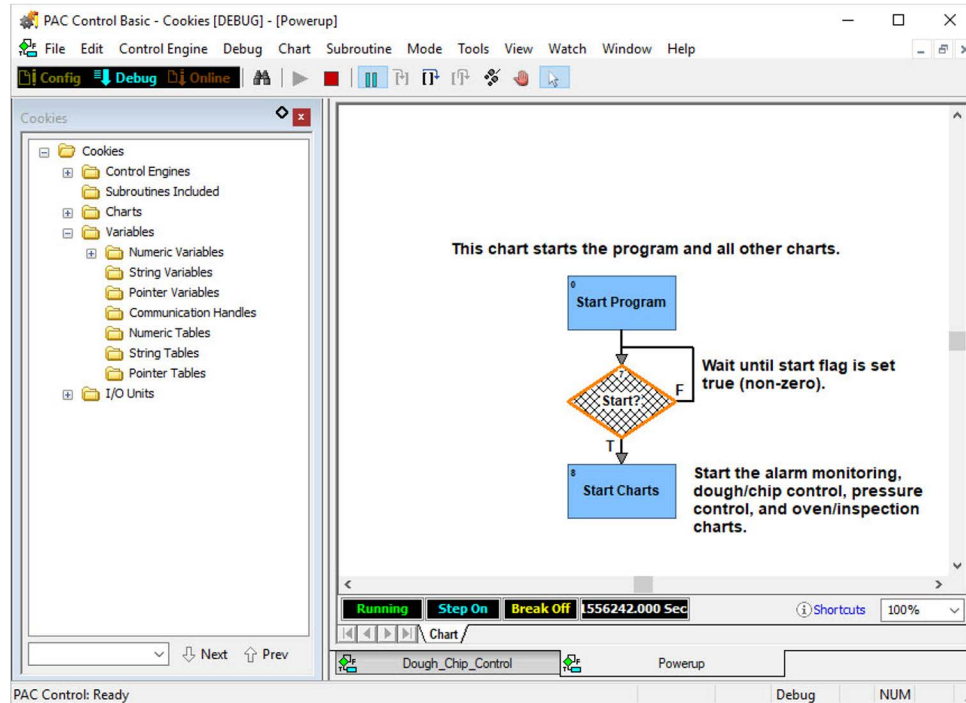 PAC Control Basic - Cookies [DEBUG] - [Powerup]
File Edit Control Engine Debug Chart Subroutine Mode Tools View Watch Window Help
Config Debug Online
Cookies
Cookies
Control Engines
Subroutines Included
Charts
Variables
Numeric Variables
String Variables
Pointer Variables
Communication Handles
Numeric Tables
String Tables
Pointer Tables
I/O Units
Next Prev
This chart starts the program and all other charts.
0
Start Program
Wait until start flag is set
true (non-zero).
7
Start?
F
T
8
Start Charts
Start the alarm monitoring,
dough/chip control, pressure
control, and oven/inspection
charts.
Running Step On Break Off 1556242.000 Sec Shortcuts 100%
Chart
Dough_Chip_Control Powerup
PAC Control: Ready Debug NUM